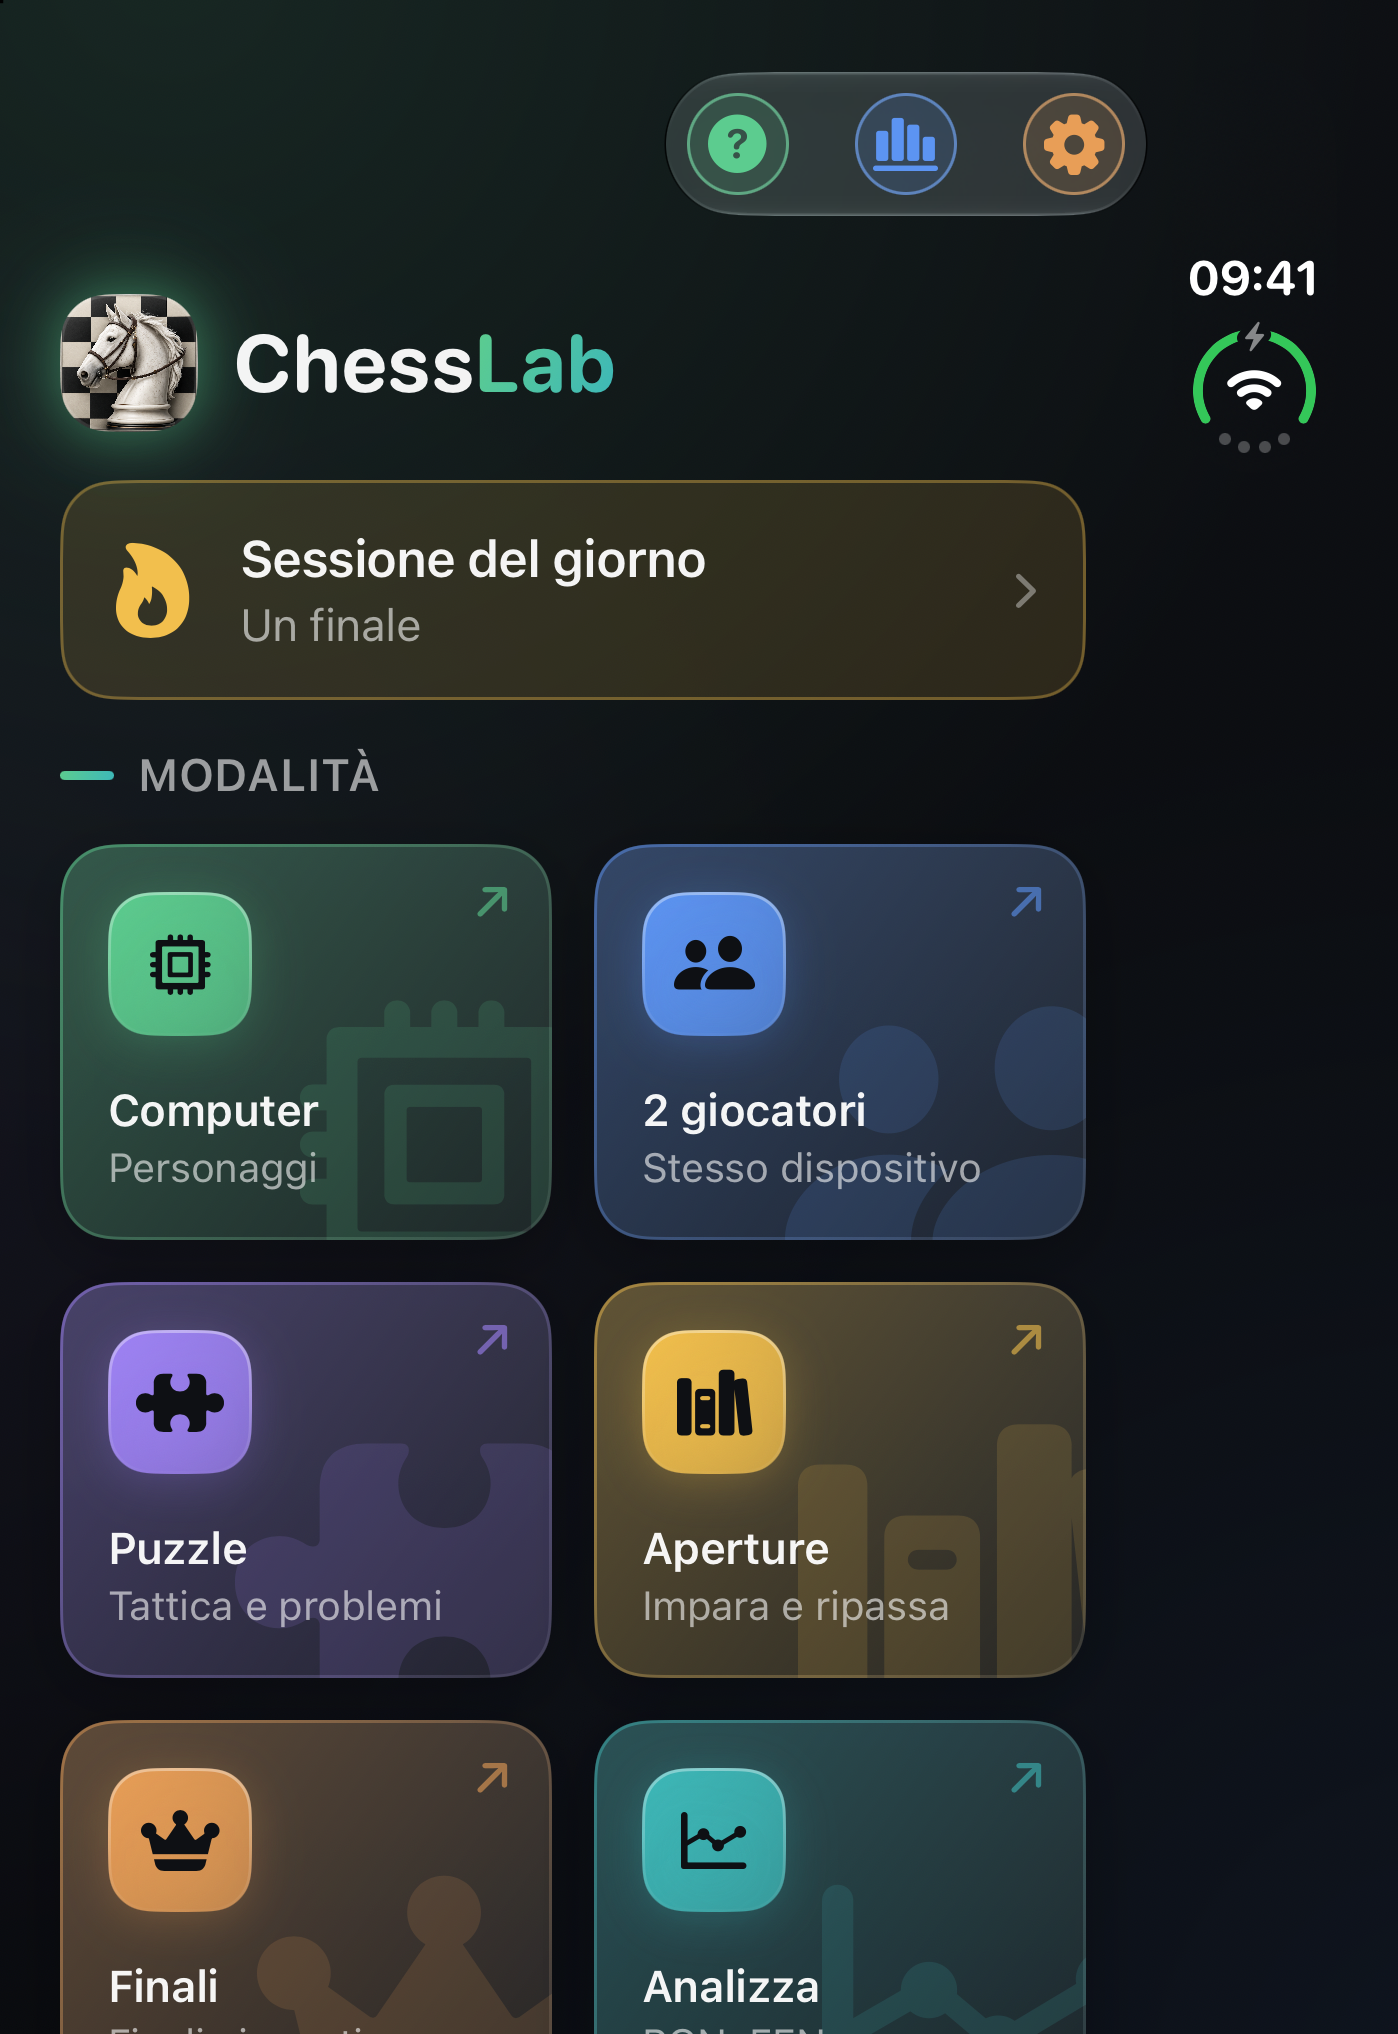 09:41
ChessLab
Sessione del giorno
Un finale
MODALITÀ
Computer
Personaggi
2 giocatori
Stesso dispositivo
Puzzle
Tattica e problemi
Aperture
Impara e ripassa
Finali
Analizza